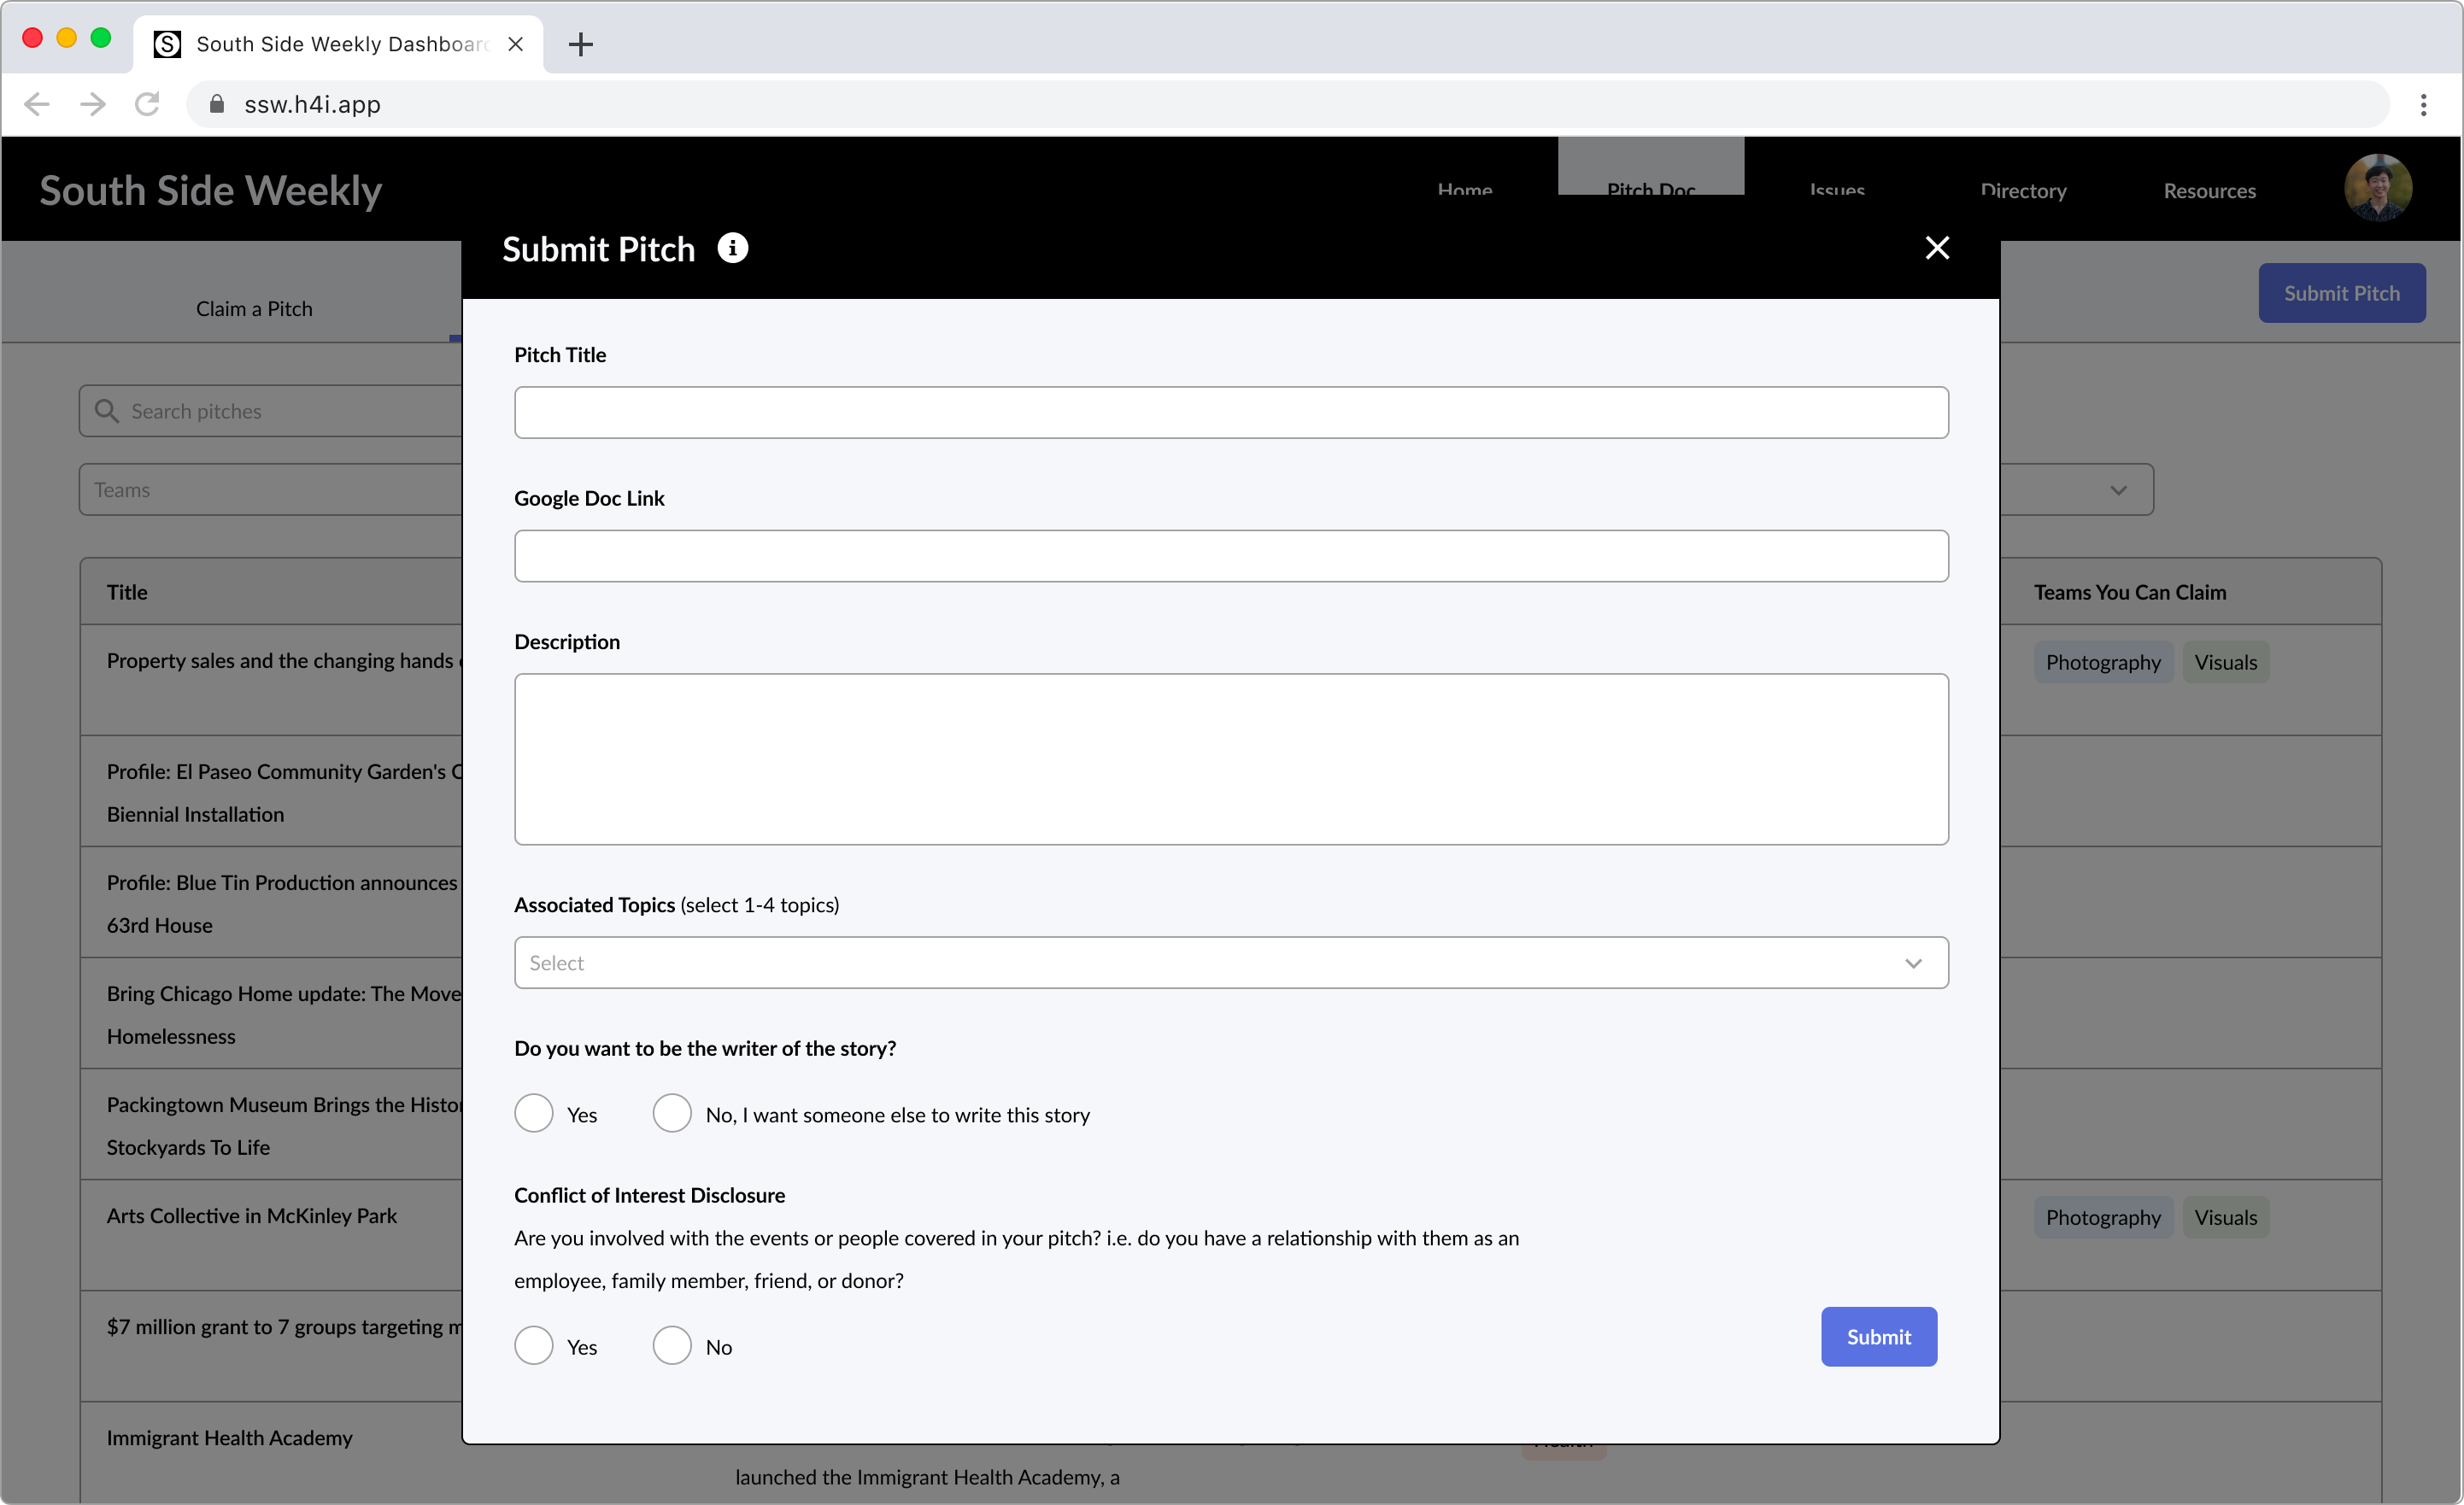 South Side Weekly Dashboard
ssw.h4i.app
South Side Weekly
Home
Pitch Doc
Issues
Directory
Resources
Submit Pitch
Claim a Pitch
Submit Pitch
Search pitches
Teams
Pitch Title
Google Doc Link
Description
Associated Topics (select 1-4 topics)
Select
Do you want to be the writer of the story?
Yes
No, I want someone else to write this story
Conflict of Interest Disclosure
Are you involved with the events or people covered in your pitch? i.e. do you have a relationship with them as an
employee, family member, friend, or donor?
Yes
No
Submit
Title
Teams You Can Claim
Property sales and the changing hands
Photography
Visuals
Profile: El Paseo Community Garden's
Biennial Installation
Profile: Blue Tin Production announces
63rd House
Bring Chicago Home update: The Move
Homelessness
Packingtown Museum Brings the Histo
Stockyards To Life
Arts Collective in McKinley Park
Photography
Visuals
$7 million grant to 7 groups targeting
Immigrant Health Academy
launched the Immigrant Health Academy, a